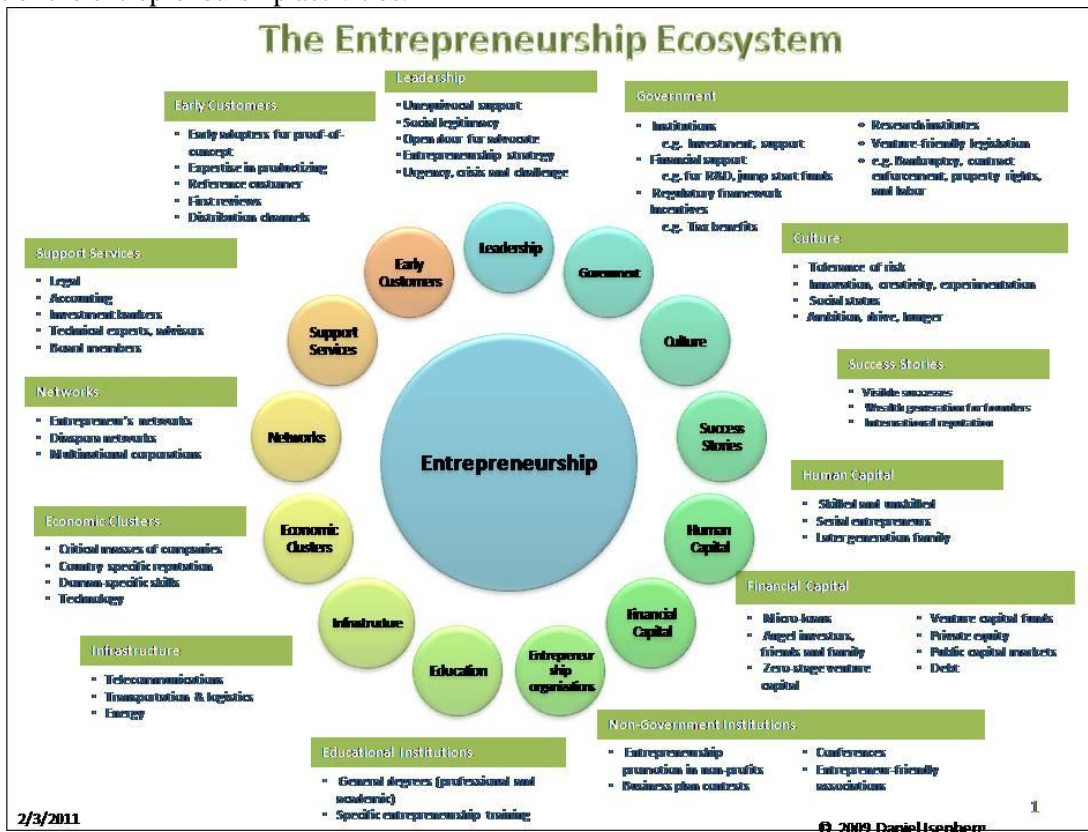 The Entrepreneurship Ecosystem
Leadership
▪ Unequivocal support
▪ Social legitimacy
▪ Open door for advocate
▪ Entrepreneurship strategy
▪ Urgency, crisis and challenge
Early Customers
▪ Early adopters for proof-of-
concept
▪ Expertise in productizing
▪ Reference customer
▪ First reviews
▪ Distribution channels
Government
▪ Institutions
e.g. Investment, support
▪ Financial support
e.g. for R&D, jump start funds
▪ Regulatory framework
Incentives
e.g. Tax benefits
Research institutes
Venture-friendly legislation
e.g. Bankruptcy, contract
enforcement, property rights,
and labor
Support Services
▪ Legal
▪ Accounting
▪ Investment bankers
▪ Technical experts, advisors
▪ Board members
Culture
▪ Tolerance of risk
▪ Innovation, creativity, experimentation
▪ Social status
▪ Ambition, drive, hunger
Networks
▪ Entrepreneur's networks
▪ Diaspora networks
▪ Multinational corporations
Success Stories
▪ Visible successes
▪ Wealth generation for founders
▪ International reputation
Economic Clusters
▪ Critical masses of companies
▪ Country specific reputation
▪ Domain-specific skills
▪ Technology
Human Capital
▪ Skilled and unskilled
▪ Serial entrepreneurs
▪ Later generation family
Infrastructure
▪ Telecommunications
▪ Transportation & logistics
▪ Energy
Financial Capital
▪ Micro-loans
▪ Angel investors,
friends and family
▪ Zero-stage venture
capital
▪ Venture capital funds
▪ Private equity
▪ Public capital markets
▪ Debt
Educational Institutions
▪ General degrees (professional and
academic)
▪ Specific entrepreneurship training
Non-Government Institutions
▪ Entrepreneurship
promotion in non-profits
▪ Business plan contests
▪ Conferences
▪ Entrepreneur-friendly
associations
Leadership
Government
Culture
Success
Stories
Human
Capital
Financial
Capital
Entrepreneur
ship
organizations
Education
Infrastructure
Economic
Clusters
Networks
Support
Services
Early
Customers
Entrepreneurship
2/3/2011
1
© 2009 Daniel Isenberg